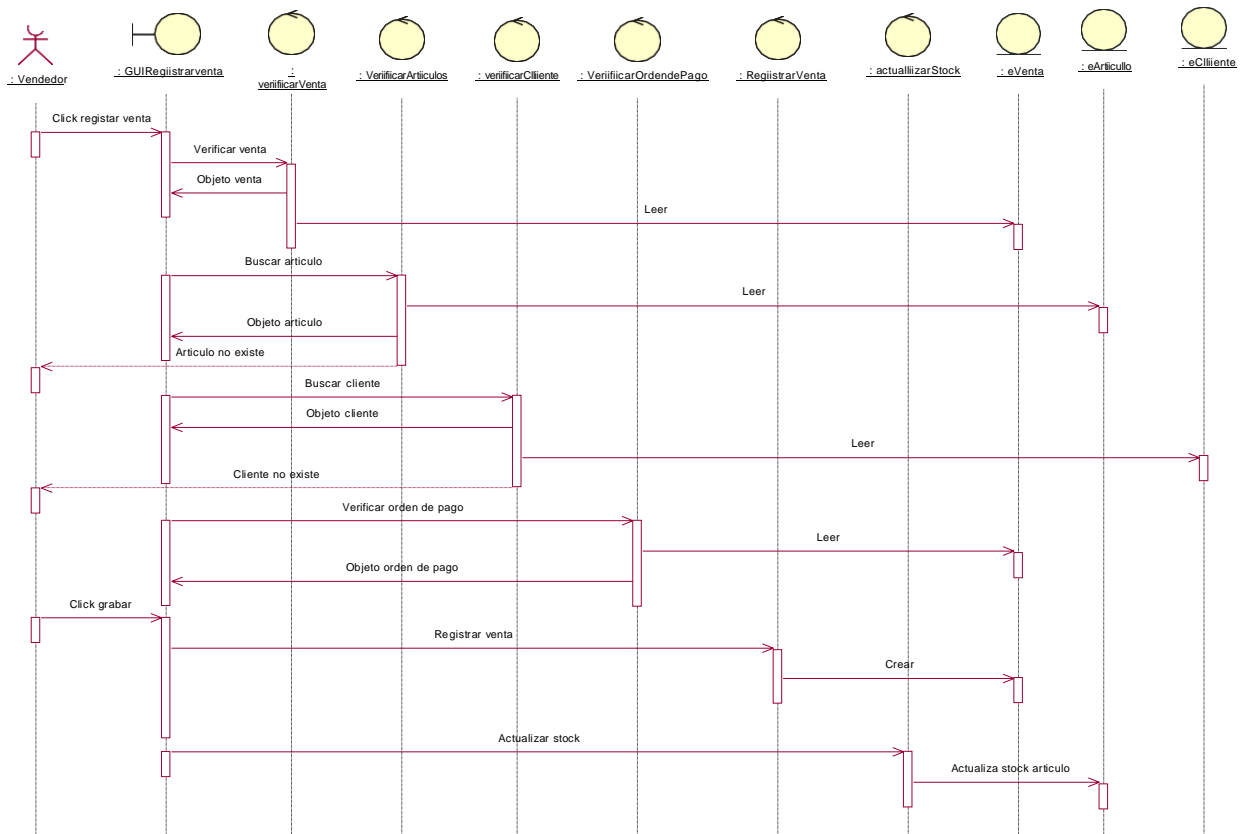 : Vendedor
: GUIRegiistrarventa
:
veriifiicarVenta
: VeriifiicarArtiiculos
: veriifiicarClliiente
: VeriifiicarOrdendePago
: RegiistrarVenta
: actualliizarStock
: eVenta
: eArtiicullo
: eClliiente
Click registar venta
Verificar venta
Objeto venta
Leer
Buscar articulo
Leer
Objeto articulo
Articulo no existe
Buscar cliente
Objeto cliente
Leer
Cliente no existe
Verificar orden de pago
Leer
Objeto orden de pago
Click grabar
Registrar venta
Crear
Actualizar stock
Actualiza stock articulo